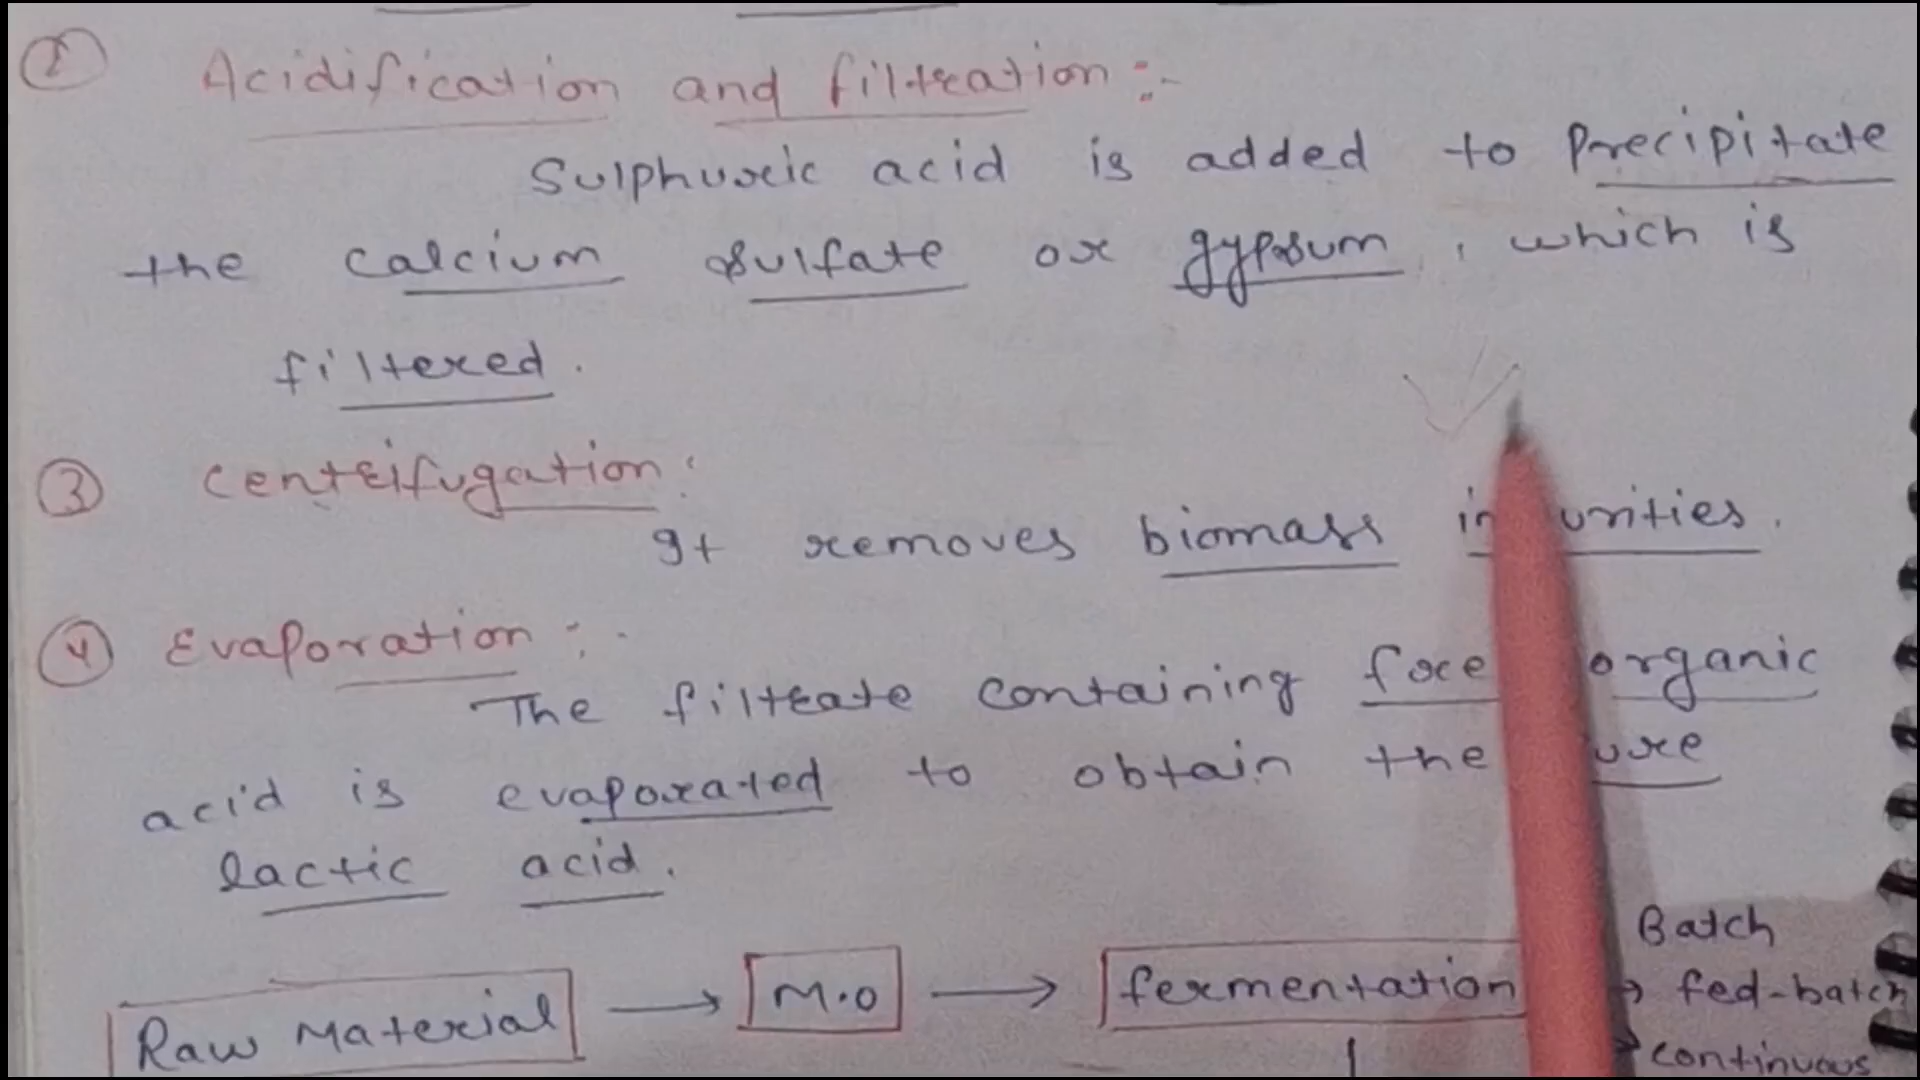 ② Acidification and filtration :-
Sulphuric acid is added to precipitate
the calcium sulfate or gypsum, which is
filtered.
③ Centrifugation :
It removes biomass
④ Evaporation :-
The filtrate containing free organic
acid is evaporated to obtain the
lactic acid.
Raw Material → M.O → fermentation
Batch
→ fed-batch
→ continuous